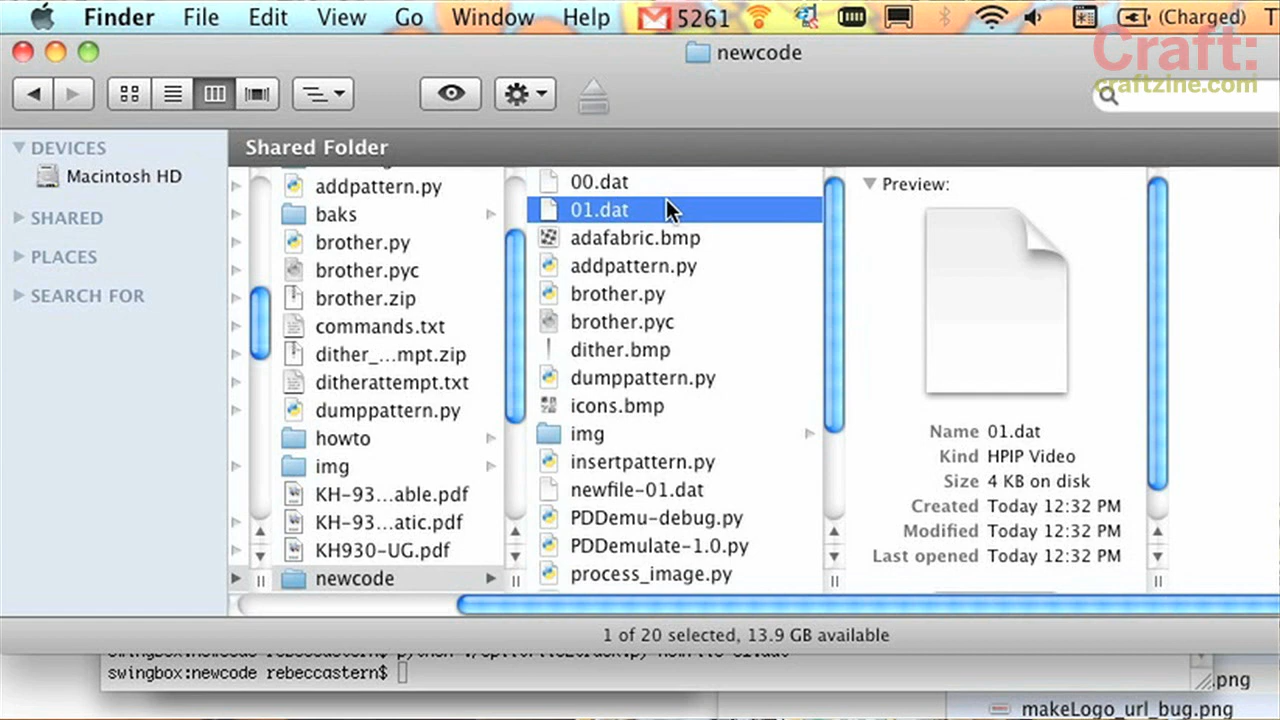 Finder File Edit View Go Window Help 5261 (Charged) T
newcode
Craft:
craftzine.com
DEVICES
Macintosh HD
SHARED
PLACES
SEARCH FOR
Shared Folder
addpattern.py
baks
brother.py
brother.pyc
brother.zip
commands.txt
dither_...mpt.zip
ditherattempt.txt
dumppattern.py
howto
img
KH-93...able.pdf
KH-93...atic.pdf
KH930-UG.pdf
newcode
00.dat
01.dat
adafabric.bmp
addpattern.py
brother.py
brother.pyc
dither.bmp
dumppattern.py
icons.bmp
img
insertpattern.py
newfile-01.dat
PDDemu-debug.py
PDDemulate-1.0.py
process_image.py
Preview:
Name 01.dat
Kind HPIP Video
Size 4 KB on disk
Created Today 12:32 PM
Modified Today 12:32 PM
Last opened Today 12:32 PM
1 of 20 selected, 13.9 GB available
swingbox:newcode rebeccastern$ python
swingbox:newcode rebeccastern$
.png
makeLogo_url_bug.png